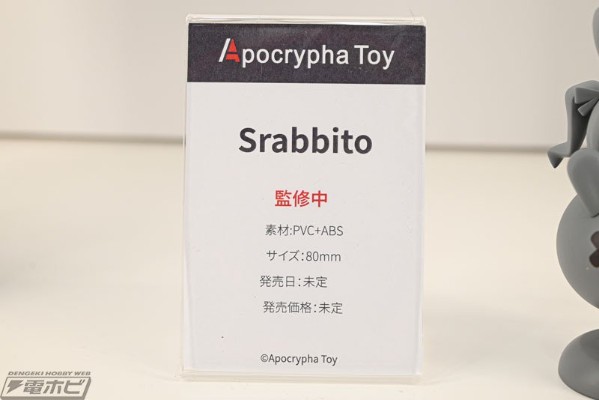 Apocrypha Toy
Srabbito
監修中
素材:PVC+ABS
サイズ:80mm
発売日:未定
発売価格:未定
©Apocrypha Toy
DENGEKI HOBBY WEB
電ホビ